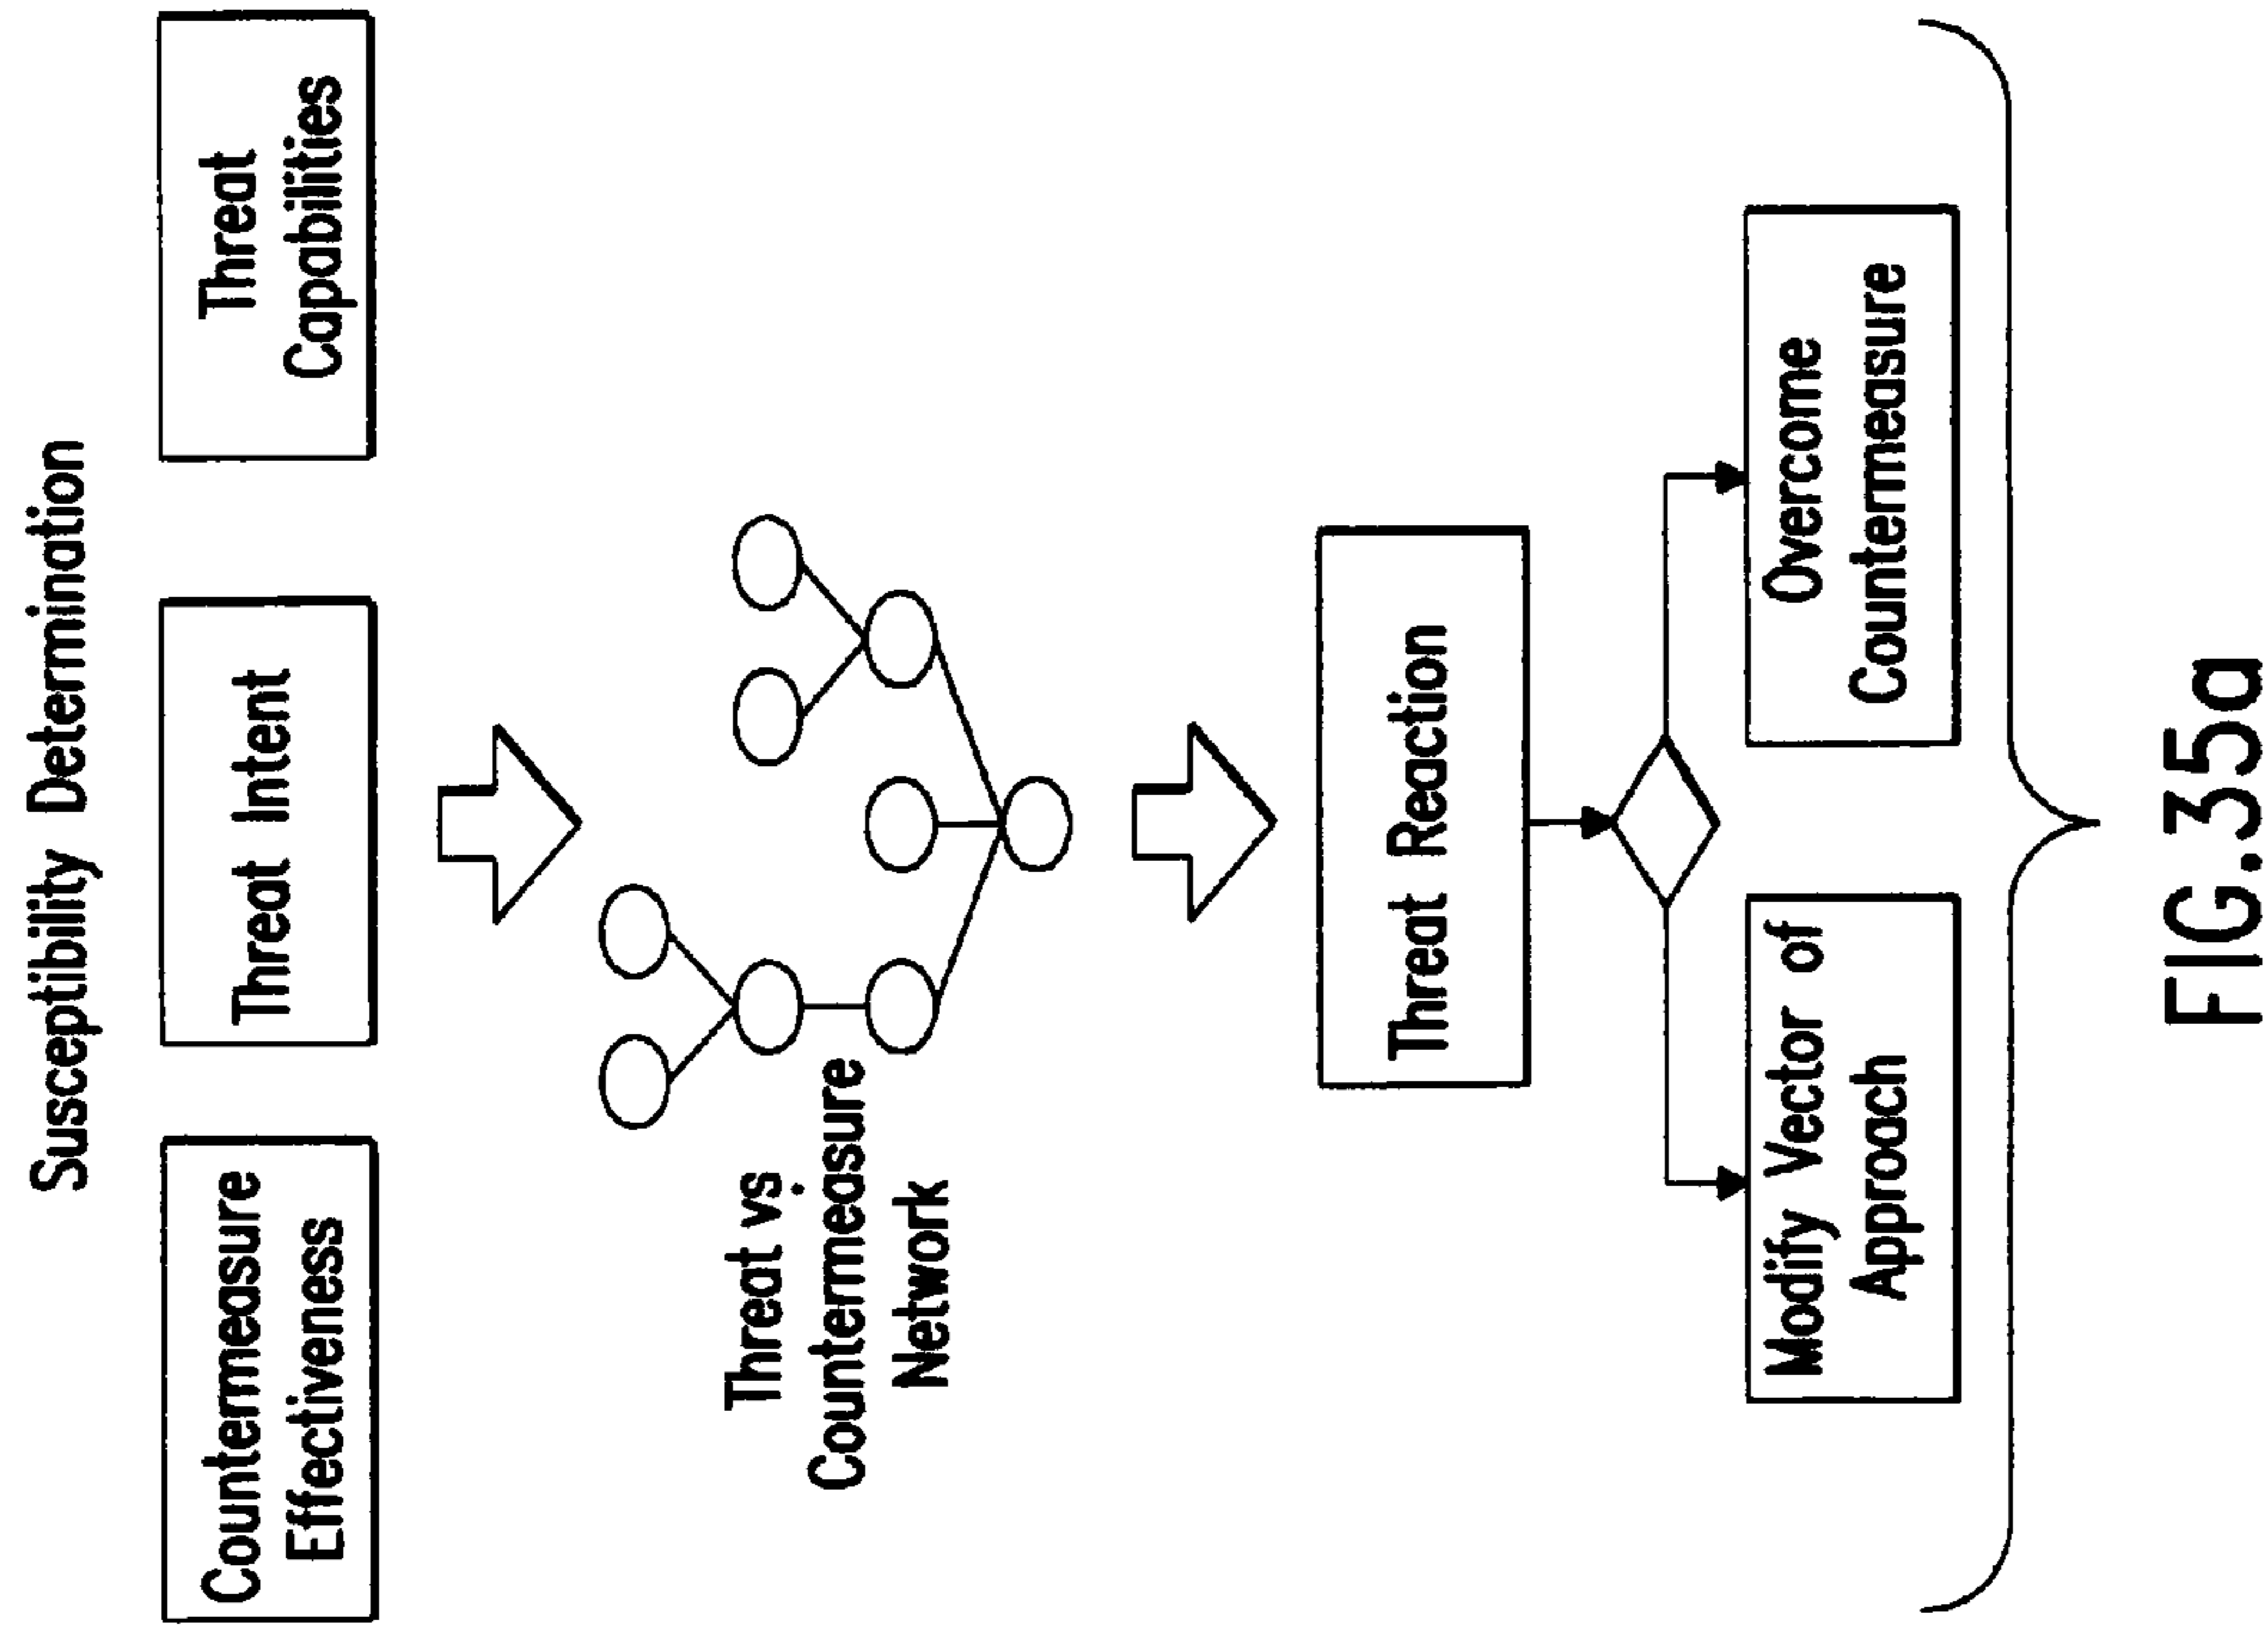 Susceptibility Determination
Countermeasure
Effectiveness
Threat Intent
Threat
Capabilities
Threat vs
Countermeasure
Network
Threat Reaction
Modify Vector of
Approach
Overcome
Countermeasure
FIG.35a